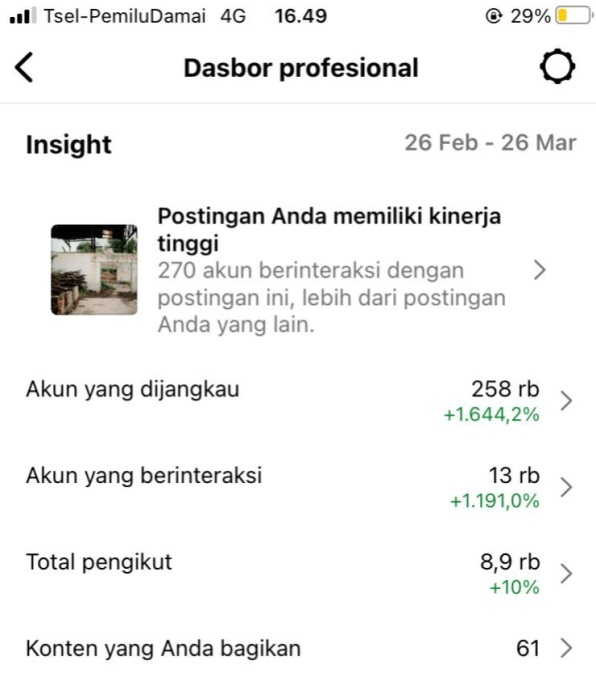 Tsel-PemiluDamai 4G 16.49 29%
Dasbor profesional
Insight 26 Feb - 26 Mar
Postingan Anda memiliki kinerja
tinggi
270 akun berinteraksi dengan
postingan ini, lebih dari postingan
Anda yang lain.
Akun yang dijangkau 258 rb
+1.644,2%
Akun yang berinteraksi 13 rb
+1.191,0%
Total pengikut 8,9 rb
+10%
Konten yang Anda bagikan 61